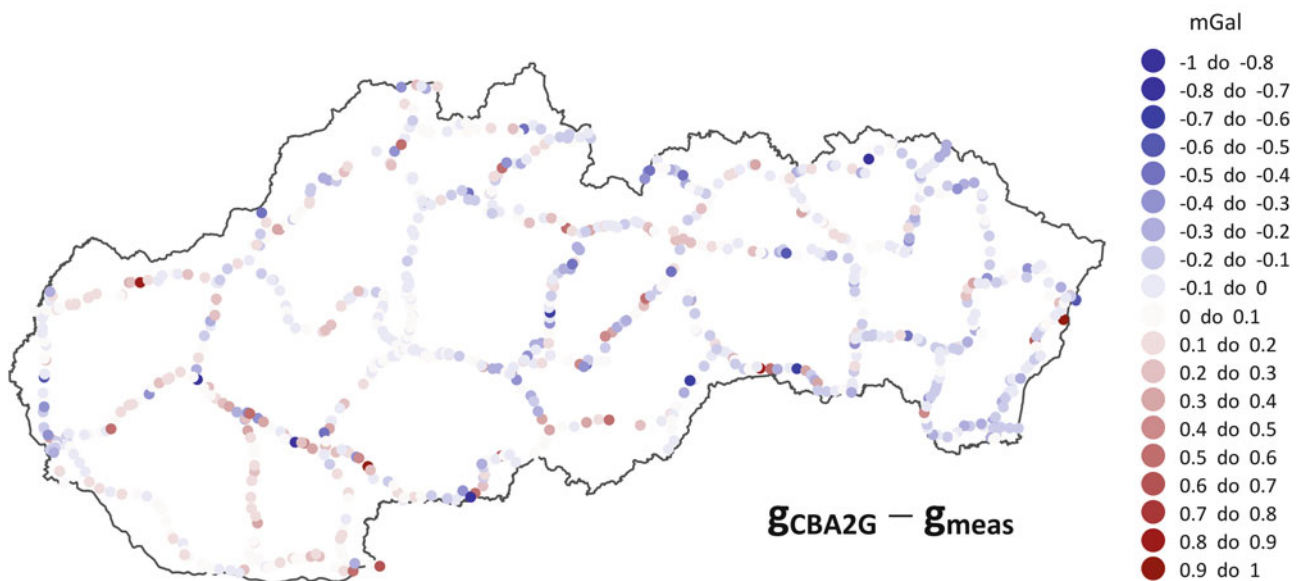 mGal
-1 do -0.8
-0.8 do -0.7
-0.7 do -0.6
-0.6 do -0.5
-0.5 do -0.4
-0.4 do -0.3
-0.3 do -0.2
-0.2 do -0.1
-0.1 do 0
0 do 0.1
0.1 do 0.2
0.2 do 0.3
0.3 do 0.4
0.4 do 0.5
0.5 do 0.6
0.6 do 0.7
0.7 do 0.8
0.8 do 0.9
0.9 do 1
gCBA2G – gmeas